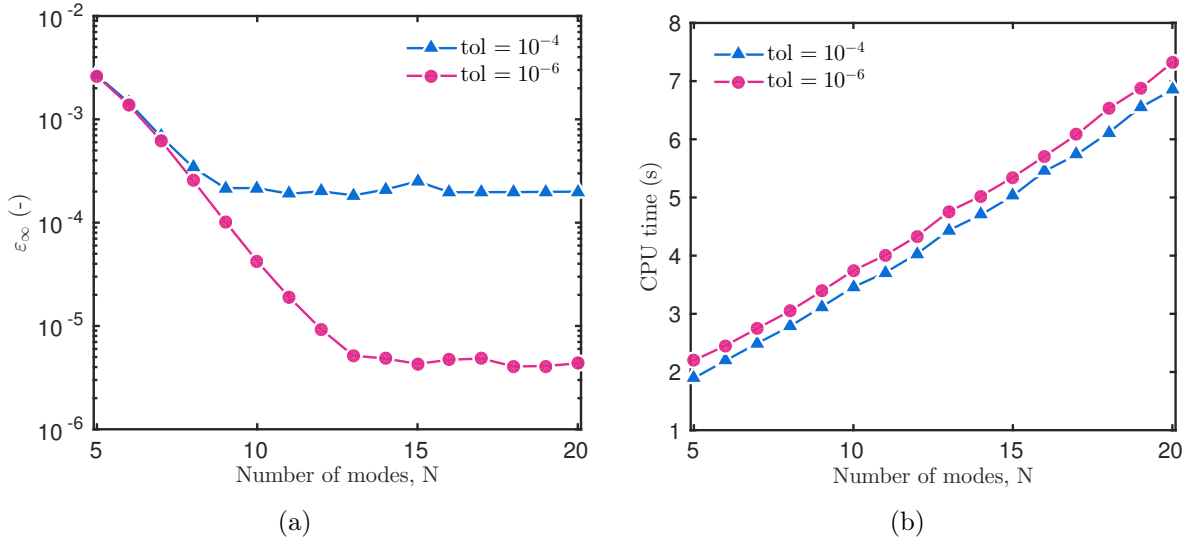 10⁻²
10⁻³
10⁻⁴
10⁻⁵
10⁻⁶
5
10
15
20
ε∞ (-)
Number of modes, N
tol = 10⁻⁴
tol = 10⁻⁶
(a)
8
7
6
5
4
3
2
1
5
10
15
20
CPU time (s)
Number of modes, N
tol = 10⁻⁴
tol = 10⁻⁶
(b)